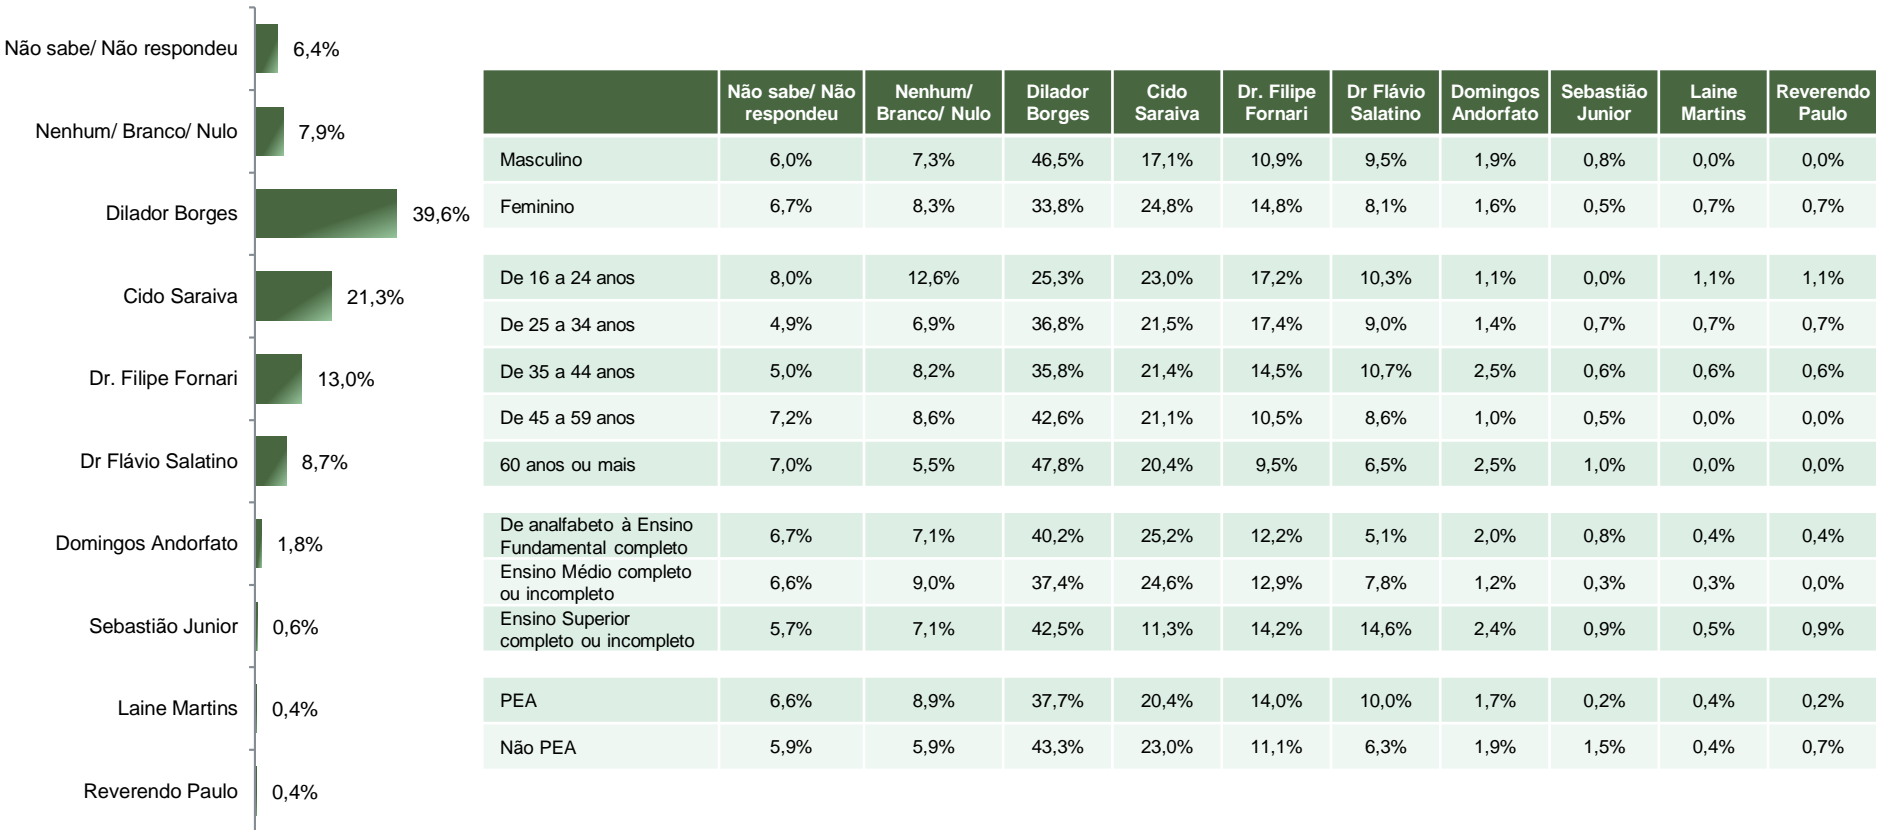 Não sabe/ Não respondeu 6,4%
Nenhum/ Branco/ Nulo 7,9%
Dilador Borges 39,6%
Cido Saraiva 21,3%
Dr. Filipe Fornari 13,0%
Dr Flávio Salatino 8,7%
Domingos Andorfato 1,8%
Sebastião Junior 0,6%
Laine Martins 0,4%
Reverendo Paulo 0,4%
Não sabe/ Não respondeu Nenhum/ Branco/ Nulo Dilador Borges Cido Saraiva Dr. Filipe Fornari Dr Flávio Salatino Domingos Andorfato Sebastião Junior Laine Martins Reverendo Paulo
Masculino 6,0% 7,3% 46,5% 17,1% 10,9% 9,5% 1,9% 0,8% 0,0% 0,0%
Feminino 6,7% 8,3% 33,8% 24,8% 14,8% 8,1% 1,6% 0,5% 0,7% 0,7%
De 16 a 24 anos 8,0% 12,6% 25,3% 23,0% 17,2% 10,3% 1,1% 0,0% 1,1% 1,1%
De 25 a 34 anos 4,9% 6,9% 36,8% 21,5% 17,4% 9,0% 1,4% 0,7% 0,7% 0,7%
De 35 a 44 anos 5,0% 8,2% 35,8% 21,4% 14,5% 10,7% 2,5% 0,6% 0,6% 0,6%
De 45 a 59 anos 7,2% 8,6% 42,6% 21,1% 10,5% 8,6% 1,0% 0,5% 0,0% 0,0%
60 anos ou mais 7,0% 5,5% 47,8% 20,4% 9,5% 6,5% 2,5% 1,0% 0,0% 0,0%
De analfabeto à Ensino
Fundamental completo 6,7% 7,1% 40,2% 25,2% 12,2% 5,1% 2,0% 0,8% 0,4% 0,4%
Ensino Médio completo
ou incompleto 6,6% 9,0% 37,4% 24,6% 12,9% 7,8% 1,2% 0,3% 0,3% 0,0%
Ensino Superior
completo ou incompleto 5,7% 7,1% 42,5% 11,3% 14,2% 14,6% 2,4% 0,9% 0,5% 0,9%
PEA 6,6% 8,9% 37,7% 20,4% 14,0% 10,0% 1,7% 0,2% 0,4% 0,2%
Não PEA 5,9% 5,9% 43,3% 23,0% 11,1% 6,3% 1,9% 1,5% 0,4% 0,7%